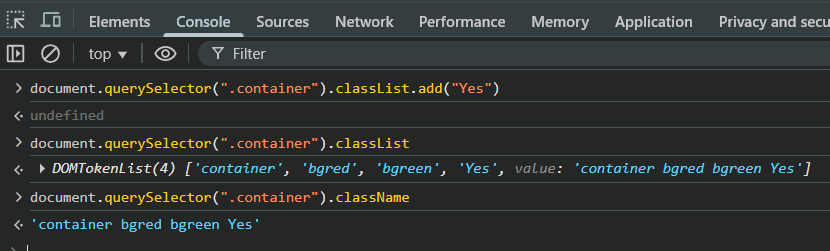 Elements Console Sources Network Performance Memory Application Privacy and secu
top ▼ Filter
> document.querySelector(".container").classList.add("Yes")
undefined
> document.querySelector(".container").classList
▶ DOMTokenList(4) ['container', 'bgred', 'bgreen', 'Yes', value: 'container bgred bgreen Yes']
> document.querySelector(".container").className
'container bgred bgreen Yes'
>